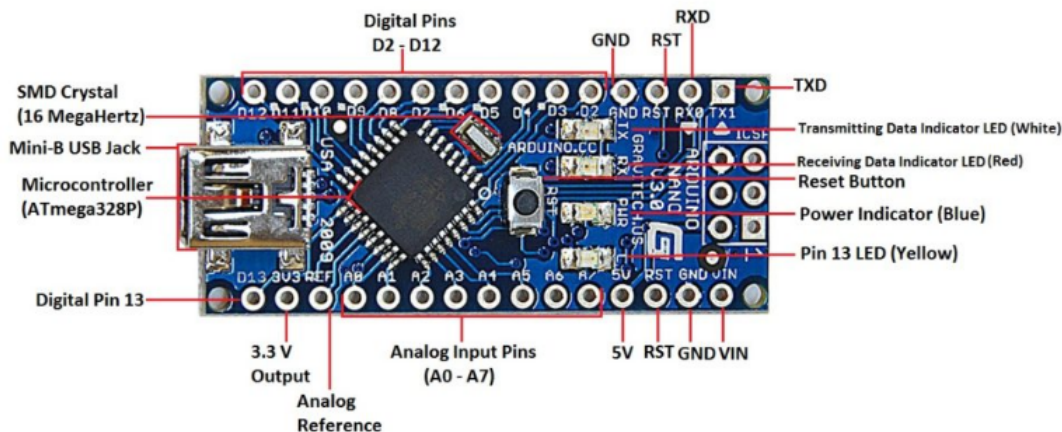 Digital Pins
D2 - D12
GND
RST
RXD
TXD
SMD Crystal
(16 MegaHertz)
Mini-B USB Jack
Microcontroller
(ATmega328P)
Digital Pin 13
3.3 V
Output
Analog
Reference
Analog Input Pins
(A0 - A7)
5V
RST
GND
VIN
Transmitting Data Indicator LED (White)
Receiving Data Indicator LED (Red)
Reset Button
Power Indicator (Blue)
Pin 13 LED (Yellow)
D12 D11 D10 D9 D8 D7 D6 D5 D4 D3 D2 GND RST RX0 TX1
USA
2009
ARDUINO.CC
TX
RX
PWR
L
RST
GRAVITECH.US
ARDUINO
NANO
V3.0
ICSP
D13 3V3 REF A0 A1 A2 A3 A4 A5 A6 A7 5V RST GND VIN